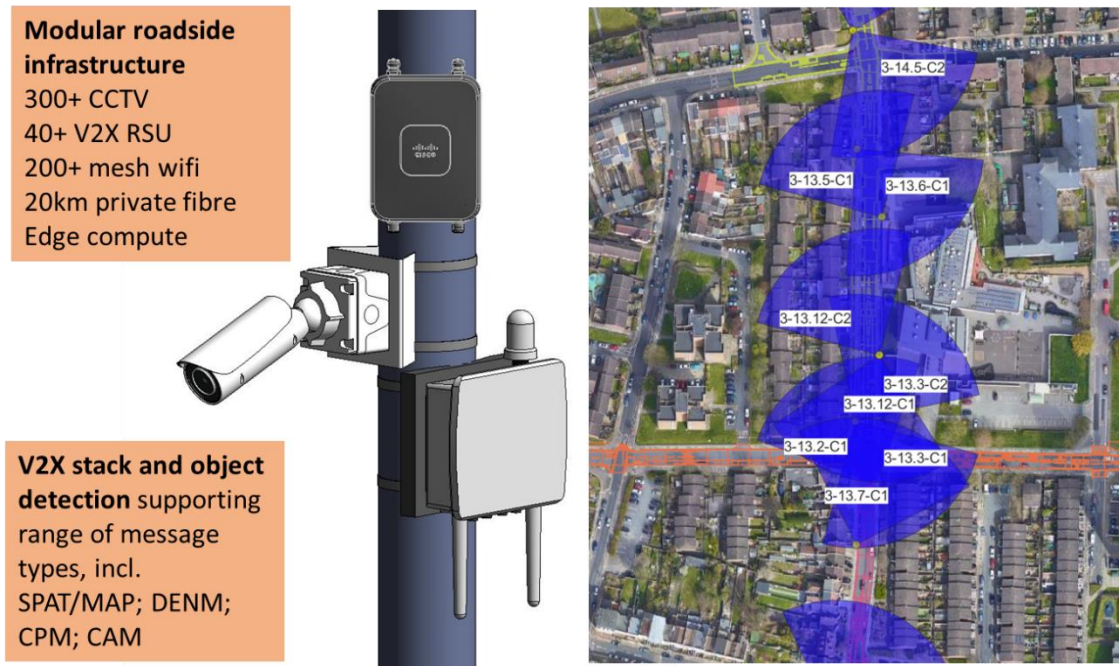 Modular roadside
infrastructure
300+ CCTV
40+ V2X RSU
200+ mesh wifi
20km private fibre
Edge compute
CISCO
V2X stack and object
detection supporting
range of message
types, incl.
SPAT/MAP; DENM;
CPM; CAM
3-14.5-C2
3-13.5-C1
3-13.6-C1
3-13.12-C2
3-13.3-C2
3-13.12-C1
3-13.2-C1
3-13.3-C1
3-13.7-C1